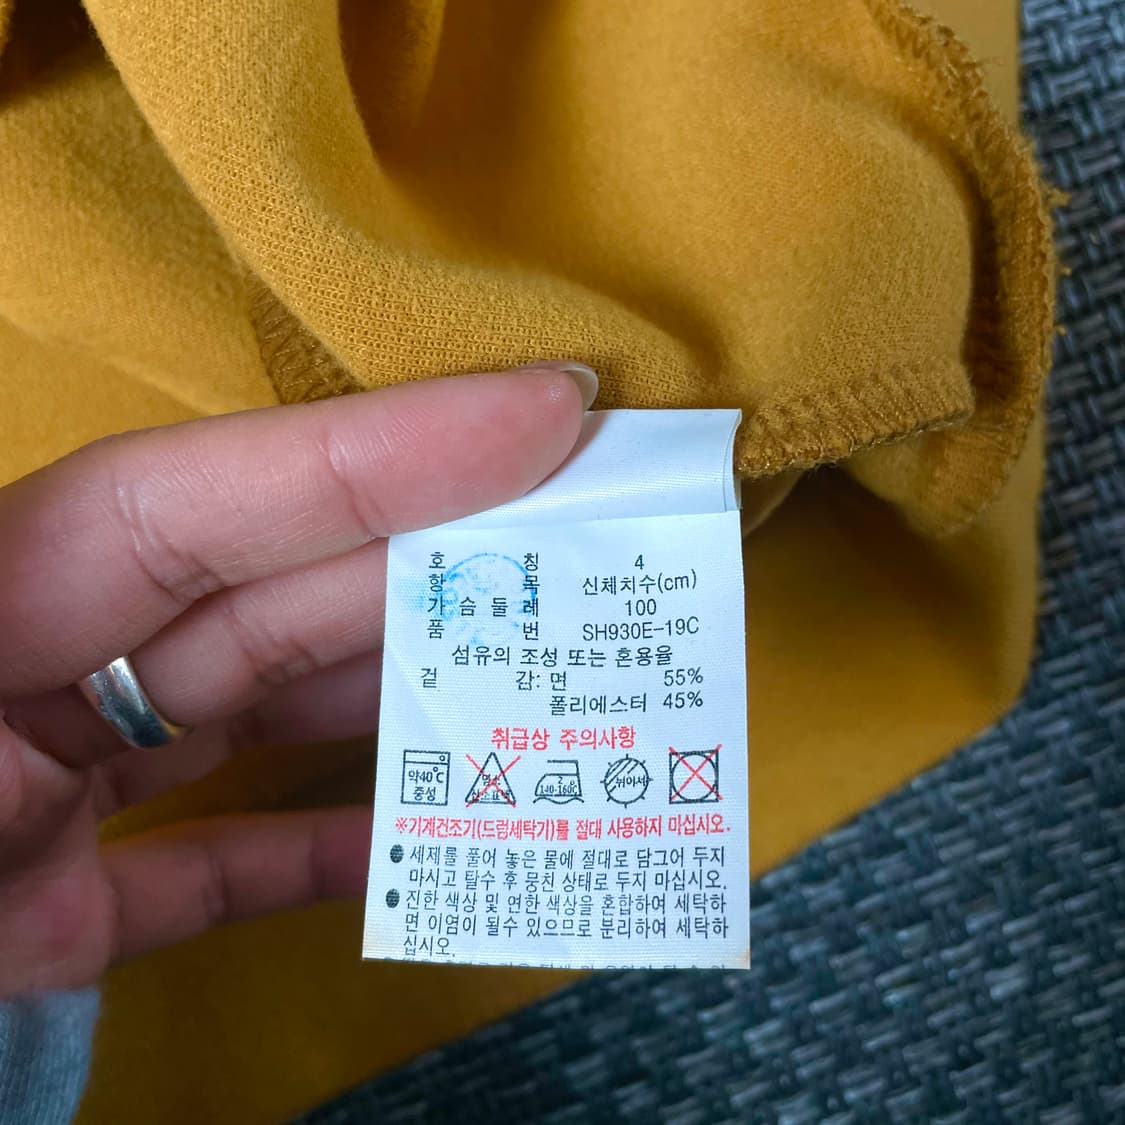 호 칭 4
항 목 신체치수(cm)
가 슴 둘 레 100
품 번 SH930E-19C
섬유의 조성 또는 혼용율
겉 감: 면 55%
폴리에스터 45%
취급상 주의사항
약40℃
중성
염소
산소표백
2
140-160℃
뉘어서
※기계건조기(드럼세탁기)를 절대 사용하지 마십시오.
● 세제를 풀어 놓은 물에 절대로 담그어 두지
마시고 탈수 후 뭉친 상태로 두지 마십시오.
● 진한 색상 및 연한 색상을 혼합하여 세탁하
면 이염이 될수 있으므로 분리하여 세탁하
십시오.